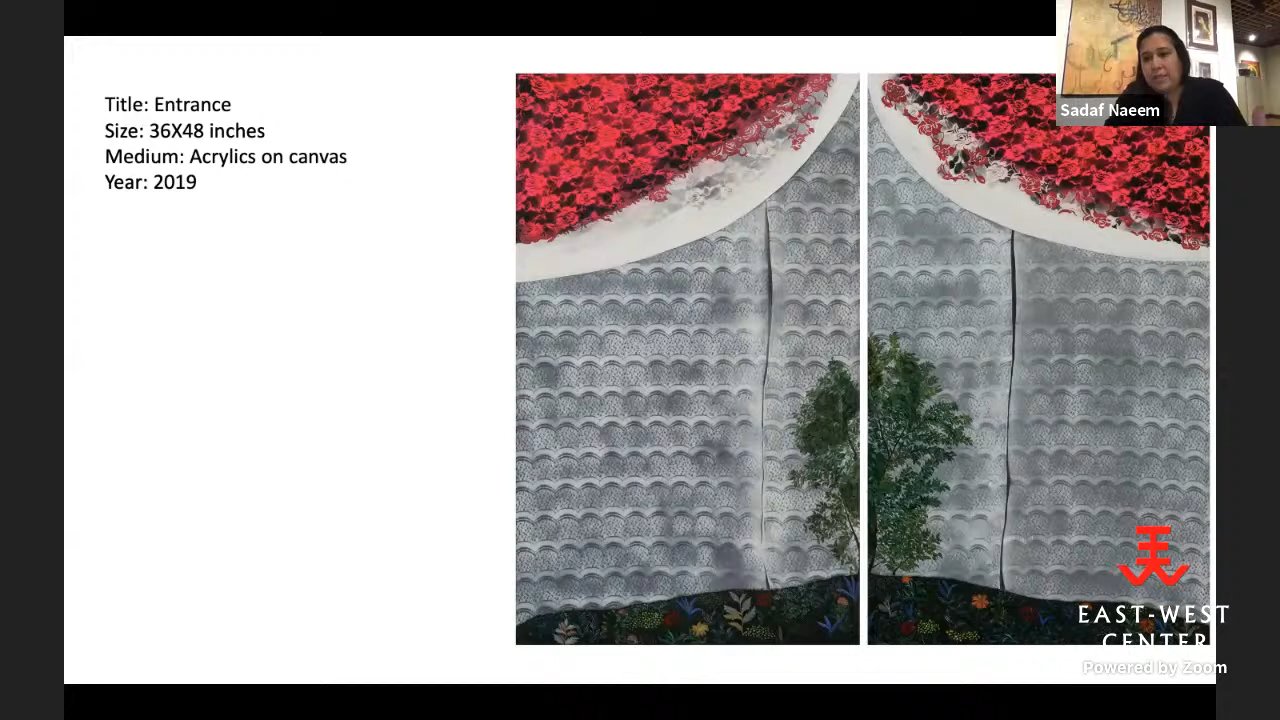 Title: Entrance
Size: 36X48 inches
Medium: Acrylics on canvas
Year: 2019
Sadaf Naeem
EAST-WEST
CENTER
Powered by Zoom